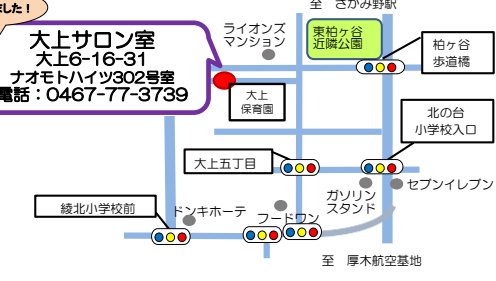 至　さがみ野駅
ました！
大上サロン室
大上6-16-31
ナオモトハイツ302号室
電話：0467-77-3739
ライオンズ
マンション
東柏ヶ谷
近隣公園
柏ヶ谷
歩道橋
大上
保育園
北の台
小学校入口
大上五丁目
セブンイレブン
ガソリン
スタンド
綾北小学校前
ドンキホーテ
フードワン
至　厚木航空基地